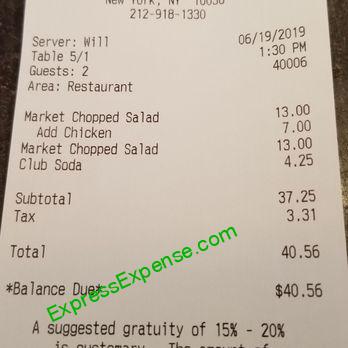 New York, NY 10036
212-918-1330
Server: Will 06/19/2019
Table 5/1 1:30 PM
Guests: 2 40006
Area: Restaurant
Market Chopped Salad 13.00
Add Chicken 7.00
Market Chopped Salad 13.00
Club Soda 4.25
Subtotal 37.25
Tax 3.31
Total 40.56
*Balance Due* $40.56
ExpressExpense.com
A suggested gratuity of 15% - 20%
is customary. The amount of